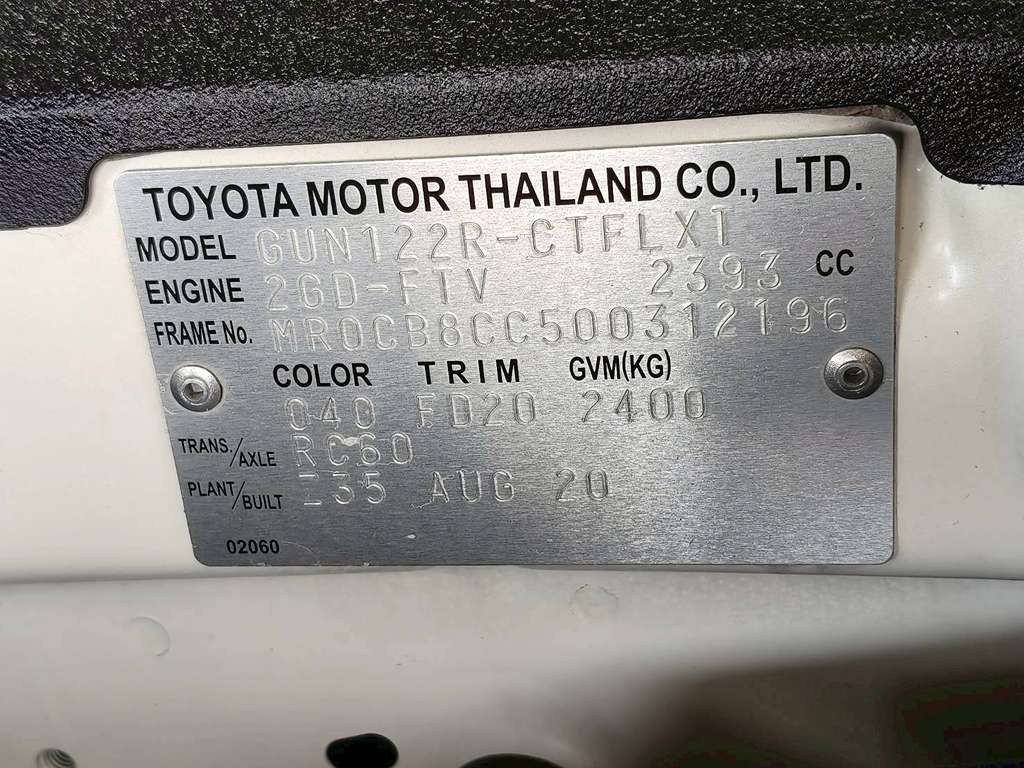 TOYOTA MOTOR THAILAND CO., LTD.
MODEL GUN122R-CTFLXT
ENGINE 2GD-FTV 2393 CC
FRAME No. MR0CB8CC500312196
COLOR TRIM GVM(KG)
040 FD20 2400
TRANS./AXLE RC60
PLANT/BUILT Z35 AUG 20
02060